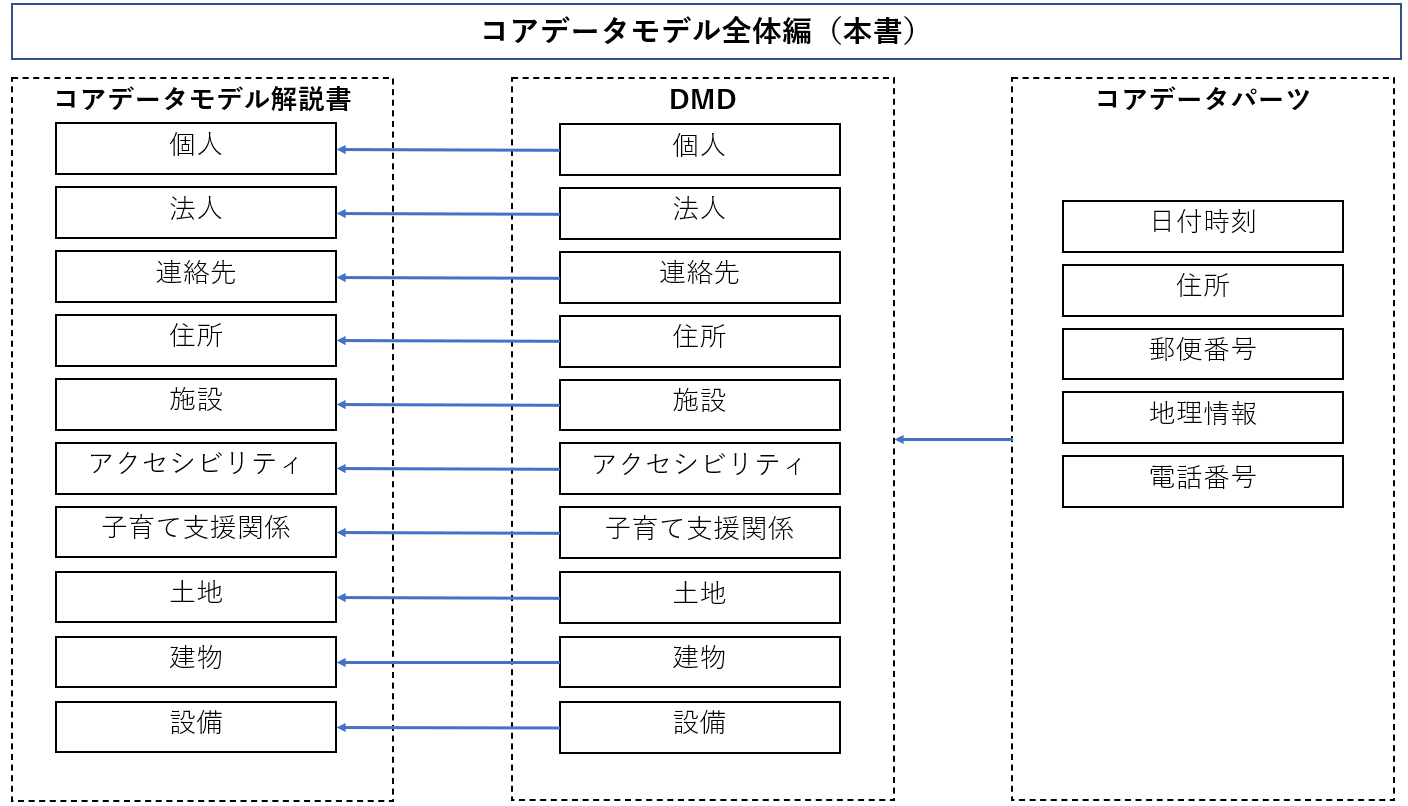 コアデータモデル全体編（本書）
コアデータモデル解説書
個人
法人
連絡先
住所
施設
アクセシビリティ
子育て支援関係
土地
建物
設備
DMD
個人
法人
連絡先
住所
施設
アクセシビリティ
子育て支援関係
土地
建物
設備
コアデータパーツ
日付時刻
住所
郵便番号
地理情報
電話番号